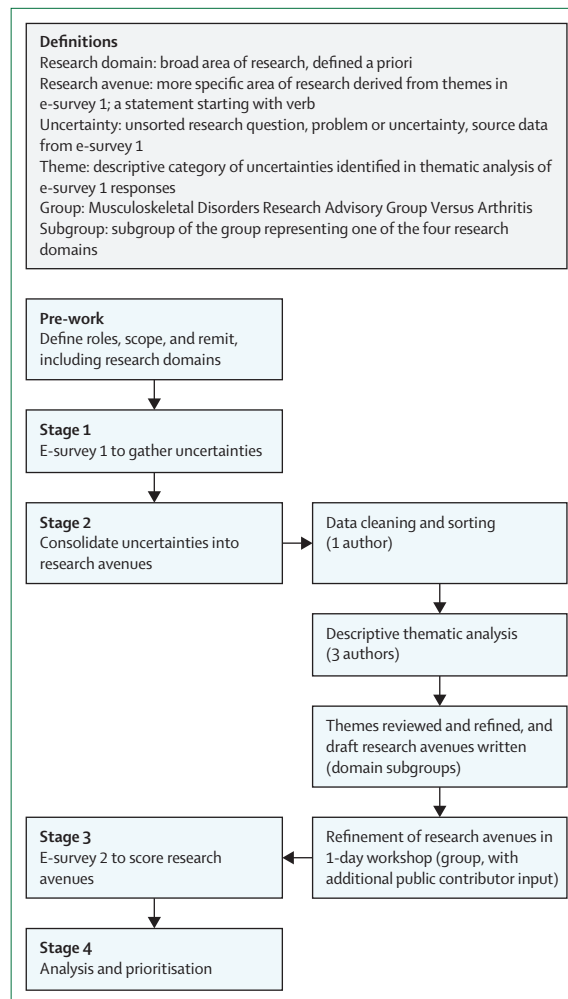 Definitions
Research domain: broad area of research, defined a priori
Research avenue: more specific area of research derived from themes in
e-survey 1; a statement starting with verb
Uncertainty: unsorted research question, problem or uncertainty, source data
from e-survey 1
Theme: descriptive category of uncertainties identified in thematic analysis of
e-survey 1 responses
Group: Musculoskeletal Disorders Research Advisory Group Versus Arthritis
Subgroup: subgroup of the group representing one of the four research
domains
Pre-work
Define roles, scope, and remit,
including research domains
Stage 1
E-survey 1 to gather uncertainties
Stage 2
Consolidate uncertainties into
research avenues
Data cleaning and sorting
(1 author)
Descriptive thematic analysis
(3 authors)
Themes reviewed and refined, and
draft research avenues written
(domain subgroups)
Refinement of research avenues in
1-day workshop (group, with
additional public contributor input)
Stage 3
E-survey 2 to score research
avenues
Stage 4
Analysis and prioritisation